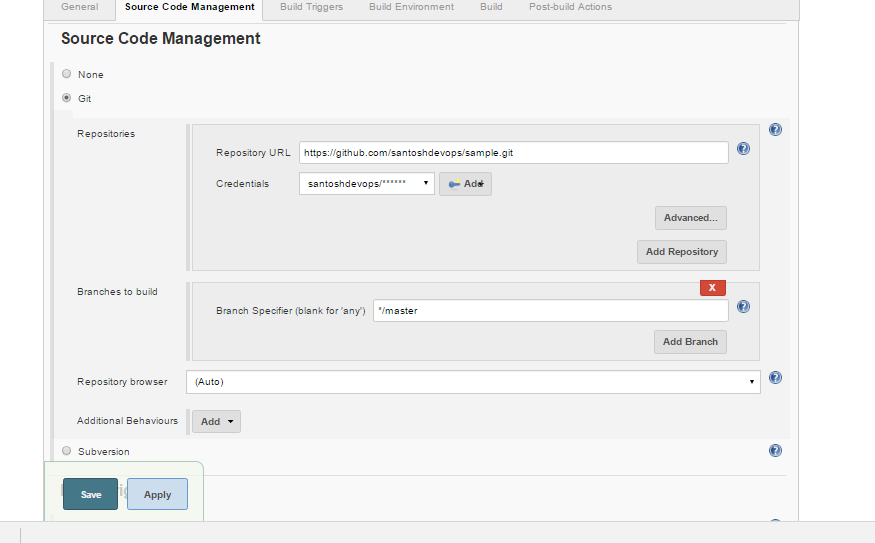 General Source Code Management Build Triggers Build Environment Build Post-build Actions
Source Code Management
None
Git
Repositories
Repository URL https://github.com/santoshdevops/sample.git
Credentials santoshdevops/****** Add
Advanced...
Add Repository
Branches to build
X
Branch Specifier (blank for 'any') */master
Add Branch
Repository browser (Auto)
Additional Behaviours Add
Subversion
Save Apply